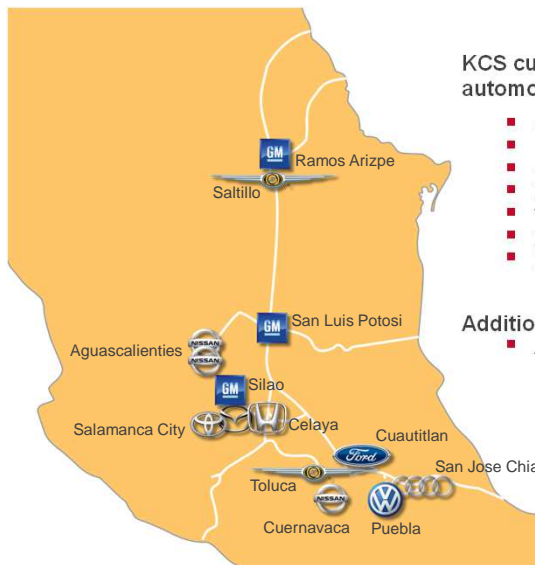 KCS cu
automo
GM
Ramos Arizpe
Saltillo
GM
San Luis Potosi
Aguascalienties
NISSAN
NISSAN
GM
Silao
Salamanca City
Celaya
Additio
Cuautitlan
Ford
San Jose Chia
Toluca
NISSAN
Cuernavaca
Puebla